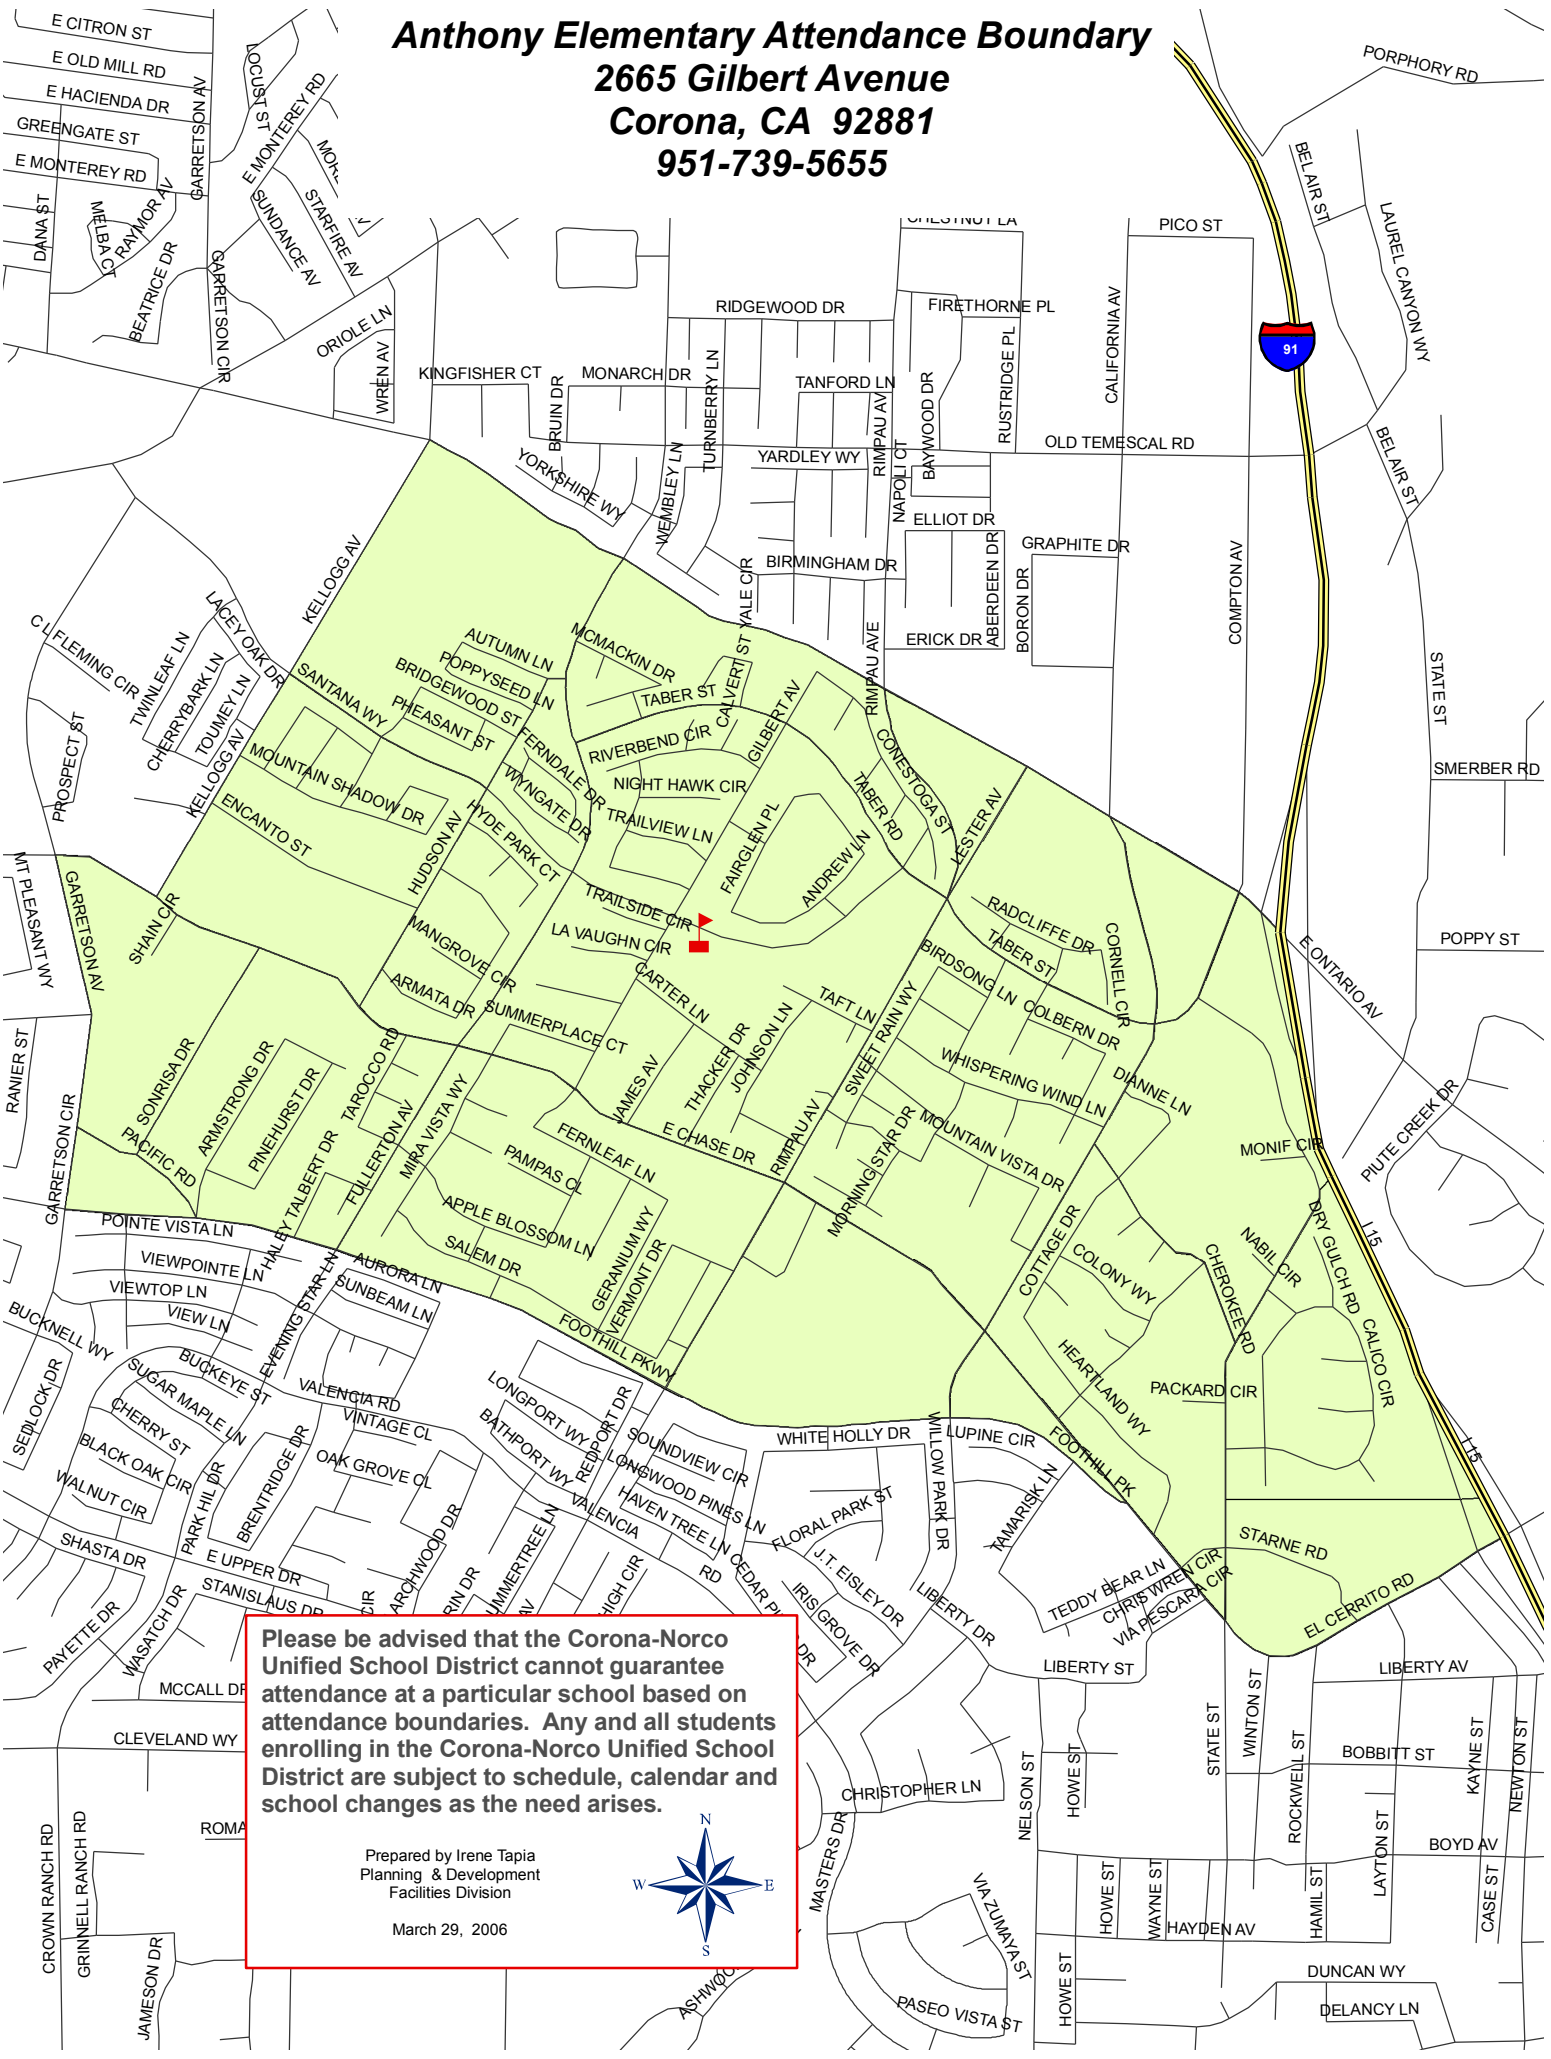 Anthony Elementary Attendance Boundary
2665 Gilbert Avenue
Corona, CA 92881
951-739-5655
E CITRON ST
E OLD MILL RD
E HACIENDA DR
GREENGATE ST
E MONTEREY RD
GARRETSON AV
LOCUST ST
E MONTEREY RD
DANA ST
MELBA CT
RAYMOR AV
BEATRICE DR
GARRETSON CIR
SUNDANCE AV
STARFIRE AV
ORIOLE LN
WREN AV
PORPHORY RD
BELAIR ST
LAUREL CANYON WY
CHESTNUT LA
PICO ST
RIDGEWOOD DR
FIRETHORNE PL
CALIFORNIA AV
91
KINGFISHER CT
MONARCH DR
TURNBERRY LN
TANFORD LN
RIMPAU AV
BAYWOOD DR
RUSTRIDGE PL
BRUIN DR
OLD TEMESCAL RD
YARDLEY WY
YORKSHIRE WY
WEMBLEY LN
NAPOLI CT
BELAIR ST
ELLIOT DR
ABERDEEN DR
GRAPHITE DR
BORON DR
COMPTON AV
BIRMINGHAM DR
YALE CIR
ERICK DR
RIMPAU AVE
KELLOGG AV
C L FLEMING CIR
TWINLEAF LN
LACEY OAK DR
CHERRYBARK LN
TOUMEY LN
KELLOGG AV
PROSPECT ST
SANTANA WY
AUTUMN LN
POPPYSEED LN
BRIDGEWOOD ST
PHEASANT ST
MCMACKIN DR
TABER ST
CALVERT ST
GILBERT AV
STATE ST
SMERBER RD
MOUNTAIN SHADOW DR
FERNDALE DR
WYNGATE DR
RIVERBEND CIR
NIGHT HAWK CIR
TRAILVIEW LN
CONESTOGA ST
TABER RD
LESTER AV
ENCANTO ST
HUDSON AV
HYDE PARK CT
FAIRGLEN PL
ANDREW LN
MT PLEASANT WY
GARRETSON AV
SHAIN CIR
TRAILSIDE CIR
LA VAUGHN CIR
MANGROVE CIR
ARMATA DR
RADCLIFFE DR
TABER ST
CORNELL CIR
BIRDSONG LN
COLBERN DR
POPPY ST
E ONTARIO AV
CARTER LN
TAFT LN
SUMMERPLACE CT
SWEET RAIN WY
RANIER ST
SONRISA DR
ARMSTRONG DR
PINEHURST DR
TAROCCO RD
JAMES AV
THACKER DR
JOHNSON LN
WHISPERING WIND LN
DIANNE LN
GARRETSON CIR
PACIFIC RD
FULLERTON AV
MIRA VISTA WY
E CHASE DR
RIMPAU AV
MORNING STAR DR
MOUNTAIN VISTA DR
MONIF CIR
PIUTE CREEK DR
HALEY TALBERT DR
FERNLEAF LN
PAMPAS CL
APPLE BLOSSOM LN
SALEM DR
GERANIUM WY
VERMONT DR
COTTAGE DR
COLONY WY
CHEROKEE RD
NABIL CIR
DRY GULCH RD
I 15
CALICO CIR
POINTE VISTA LN
VIEWPOINTE LN
VIEWTOP LN
VIEW LN
AURORA LN
SUNBEAM LN
EVENING STAR LN
FOOTHILL PKWY
HEARTLAND WY
PACKARD CIR
BUCKNELL WY
SEDLOCK DR
SUGAR MAPLE LN
BUCKEYE ST
CHERRY ST
BLACK OAK CIR
WALNUT CIR
VALENCIA RD
VINTAGE CL
OAK GROVE CL
BRENTRIDGE DR
PARK HIL DR
LONGPORT WY
BATHPORT WY
REDPORT DR
SOUNDVIEW CIR
LONGWOOD PINES LN
HAVEN TREE LN
VALENCIA
RD
WHITE HOLLY DR
WILLOW PARK DR
LUPINE CIR
FOOTHILL PK
I 15
TAMARISK LN
FLORAL PARK ST
J.T. EISLEY DR
IRIS GROVE DR
LIBERTY DR
SHASTA DR
E UPPER DR
STANISLAUS DR
ARCHWOOD DR
PAYETTE DR
WASATCH DR
MCCALL DR
CLEVELAND WY
STARNE RD
EL CERRITO RD
TEDDY BEAR LN
CHRIS WREN CIR
VIA PESCARA CIR
LIBERTY ST
LIBERTY AV
Please be advised that the Corona-Norco
Unified School District cannot guarantee
attendance at a particular school based on
attendance boundaries. Any and all students
enrolling in the Corona-Norco Unified School
District are subject to schedule, calendar and
school changes as the need arises.
Prepared by Irene Tapia
Planning & Development
Facilities Division
March 29, 2006
N
W
E
S
CROWN RANCH RD
GRINNELL RANCH RD
JAMESON DR
MASTERS DR
CHRISTOPHER LN
NELSON ST
HOWE ST
STATE ST
WINTON ST
ROCKWELL ST
BOBBITT ST
KAYNE ST
NEWTON ST
LAYTON ST
BOYD AV
HOWE ST
WAYNE ST
HAYDEN AV
HAMIL ST
CASE ST
VIA ZUMAYA ST
PASEO VISTA ST
HOWE ST
DUNCAN WY
DELANCY LN